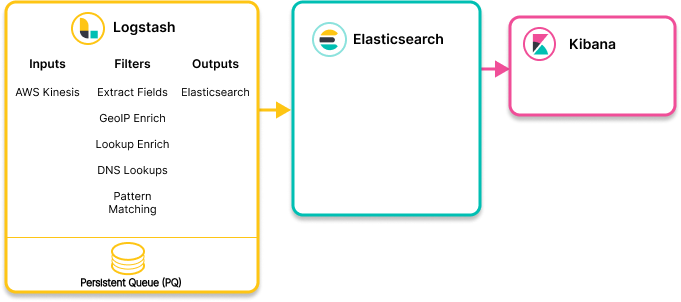 Logstash
Inputs
Filters
Outputs
AWS Kinesis
Extract Fields
Elasticsearch
GeoIP Enrich
Lookup Enrich
DNS Lookups
Pattern
Matching
Persistent Queue (PQ)
Elasticsearch
Kibana